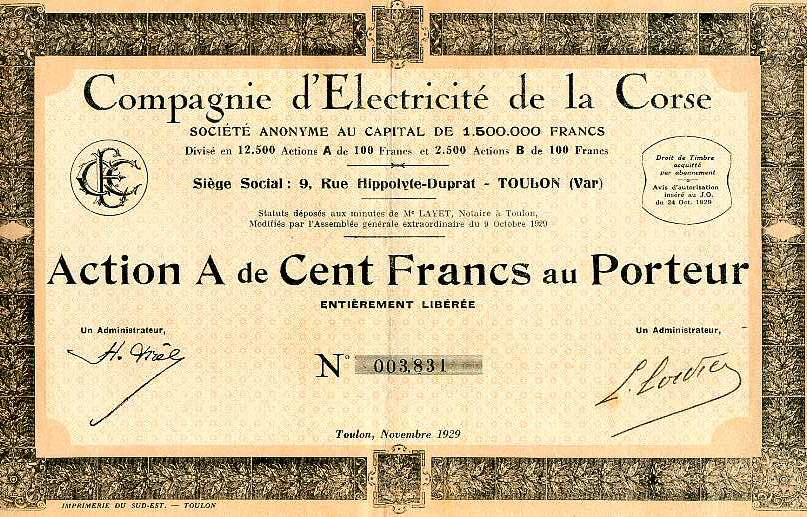 Compagnie d'Electricité de la Corse
SOCIÉTÉ ANONYME AU CAPITAL DE 1.500.000 FRANCS
Divisé en 12.500 Actions A de 100 Francs et 2.500 Actions B de 100 Francs
Siège Social : 9, Rue Hippolyte-Duprat - TOULON (Var)
Droit de Timbre
acquitté
par abonnement
Avis d'autorisation
inséré au J.O.
du 24 Oct. 1929
Statuts déposés aux minutes de Me LAYET, Notaire à Toulon,
Modifiés par l'Assemblée générale extraordinaire du 9 Octobre 1929
Action A de Cent Francs au Porteur
ENTIÈREMENT LIBÉRÉE
Un Administrateur,
Un Administrateur,
N° 003,831
Toulon, Novembre 1929
IMPRIMERIE DU SUD-EST. — TOULON